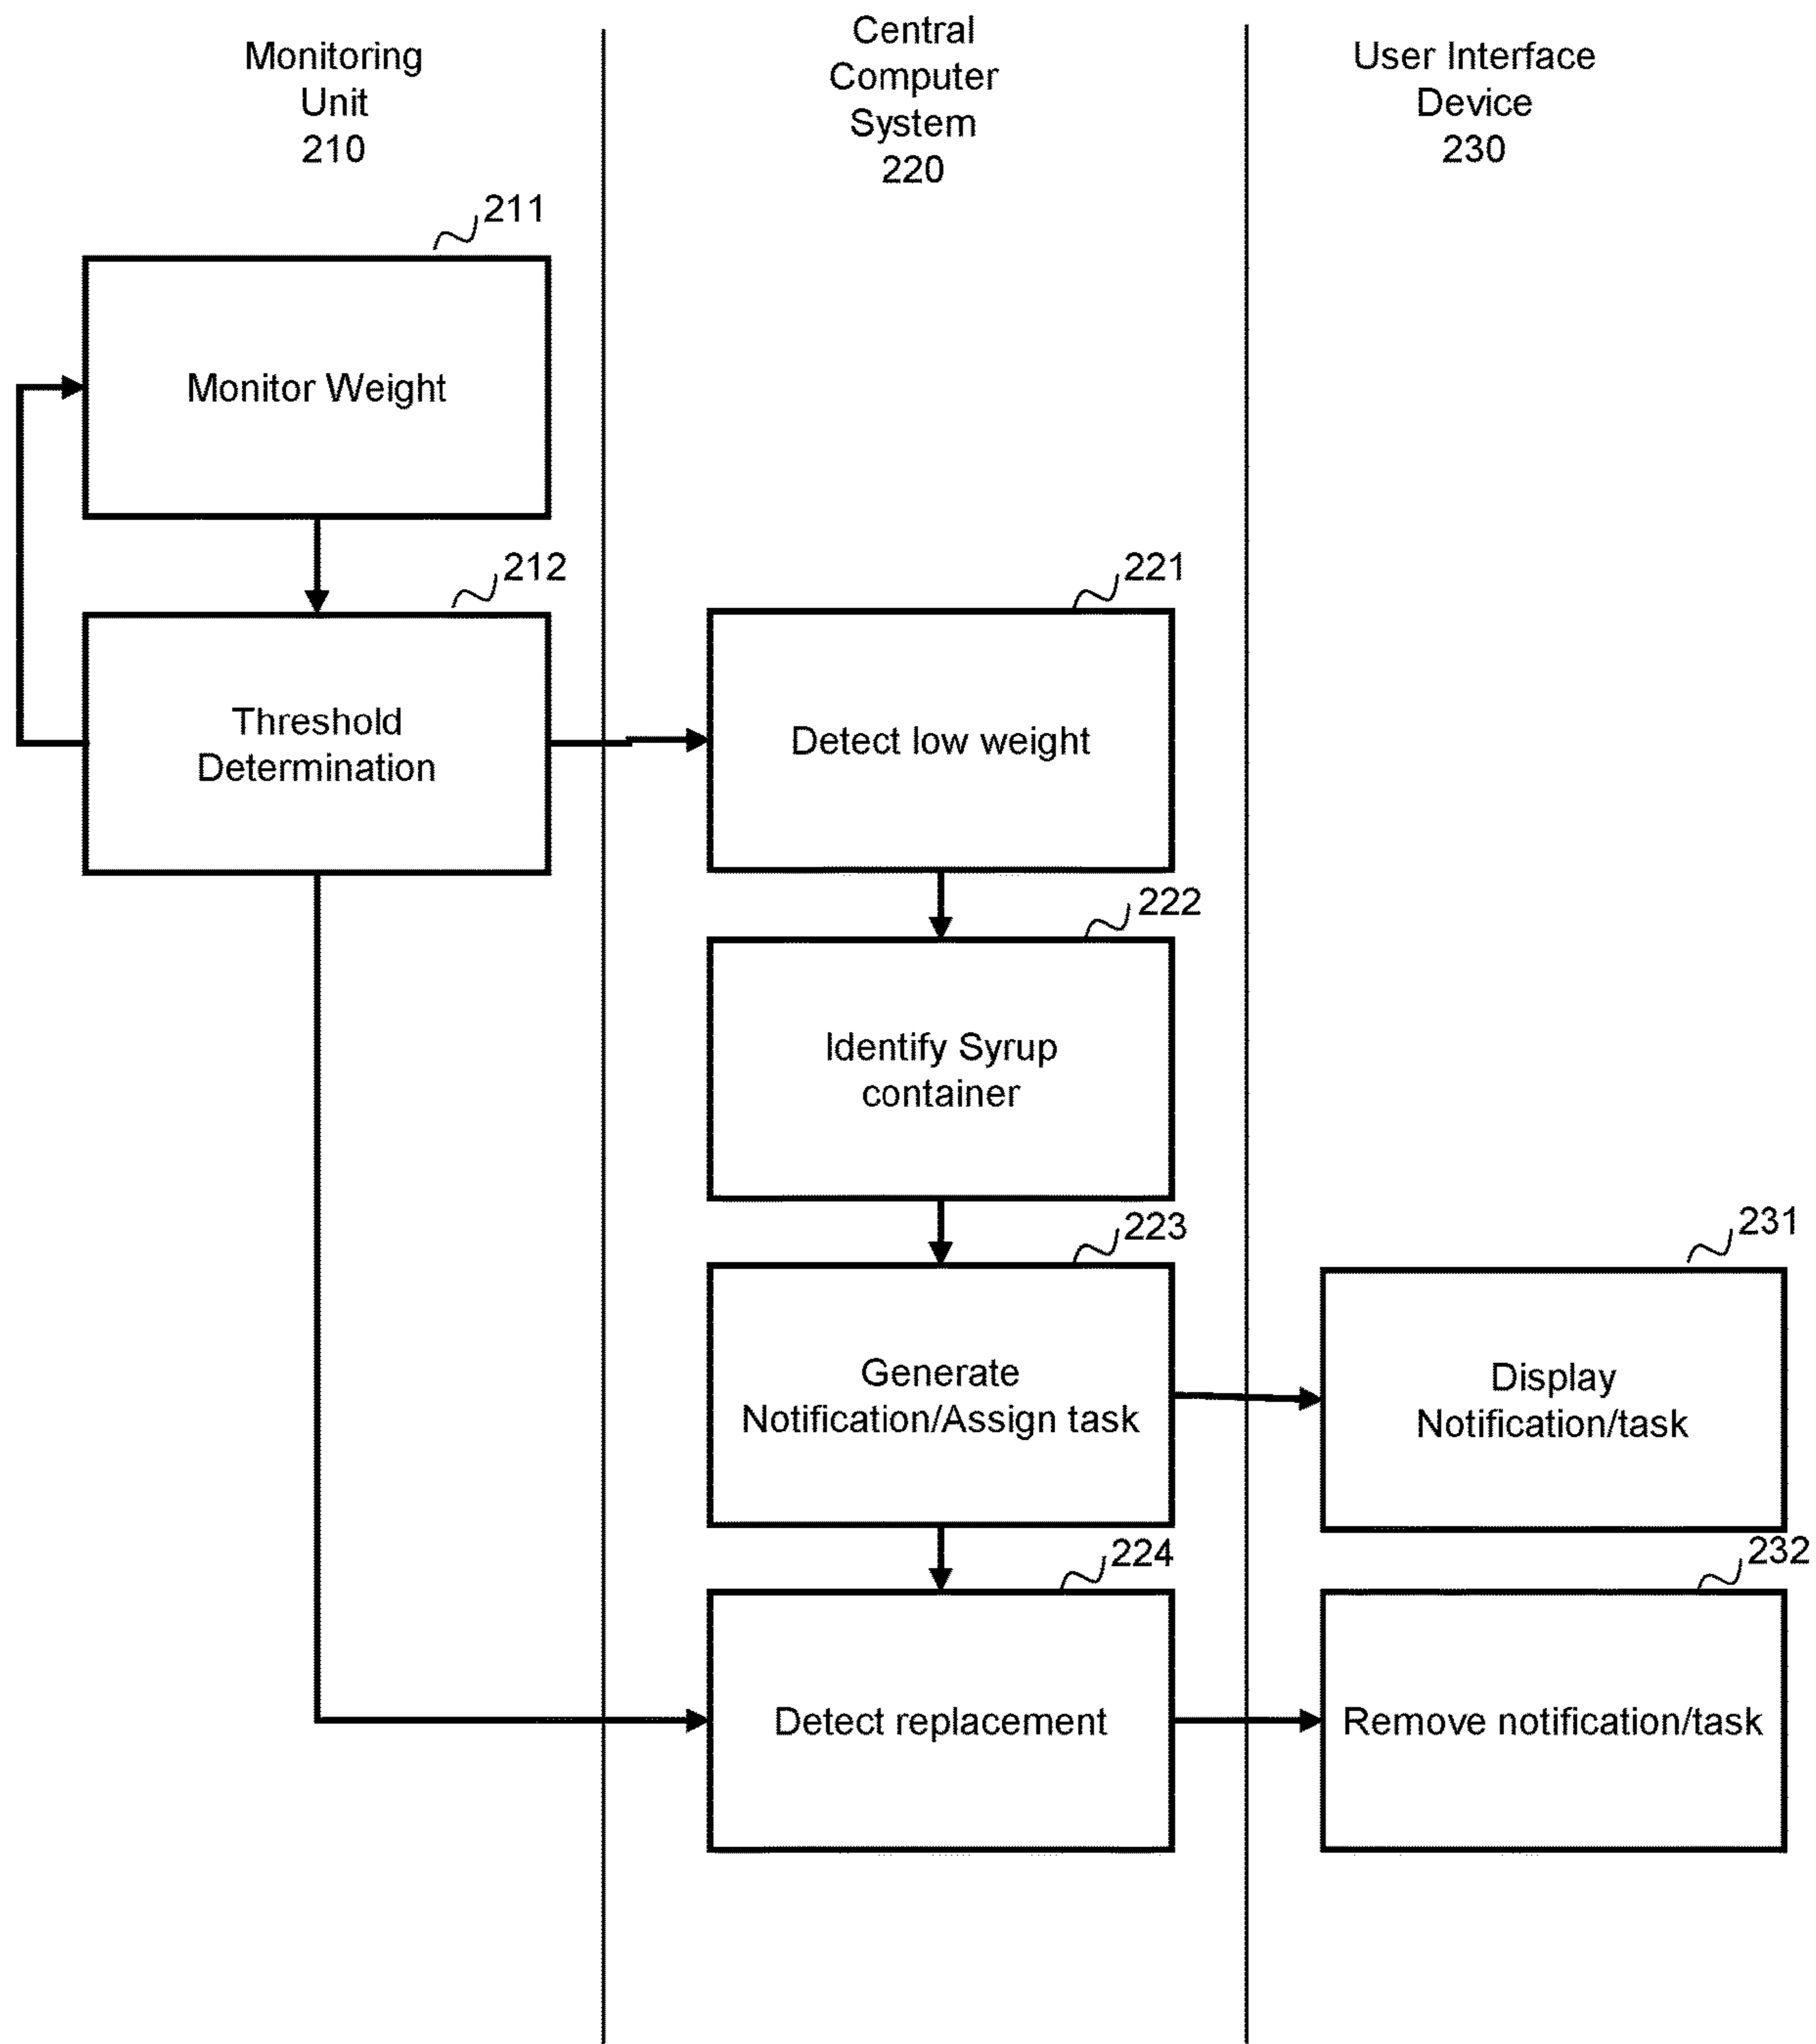 Monitoring
Unit
210
Central
Computer
System
220
User Interface
Device
230
211
Monitor Weight
212
Threshold
Determination
221
Detect low weight
222
Identify Syrup
container
223
Generate
Notification/Assign task
231
Display
Notification/task
224
Detect replacement
232
Remove notification/task